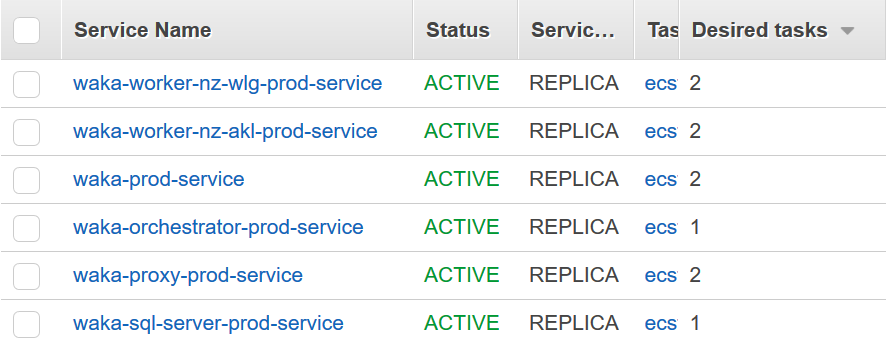 Service Name Status Servic... Tas Desired tasks
waka-worker-nz-wlg-prod-service ACTIVE REPLICA ecs 2
waka-worker-nz-akl-prod-service ACTIVE REPLICA ecs 2
waka-prod-service ACTIVE REPLICA ecs 2
waka-orchestrator-prod-service ACTIVE REPLICA ecs 1
waka-proxy-prod-service ACTIVE REPLICA ecs 2
waka-sql-server-prod-service ACTIVE REPLICA ecs 1